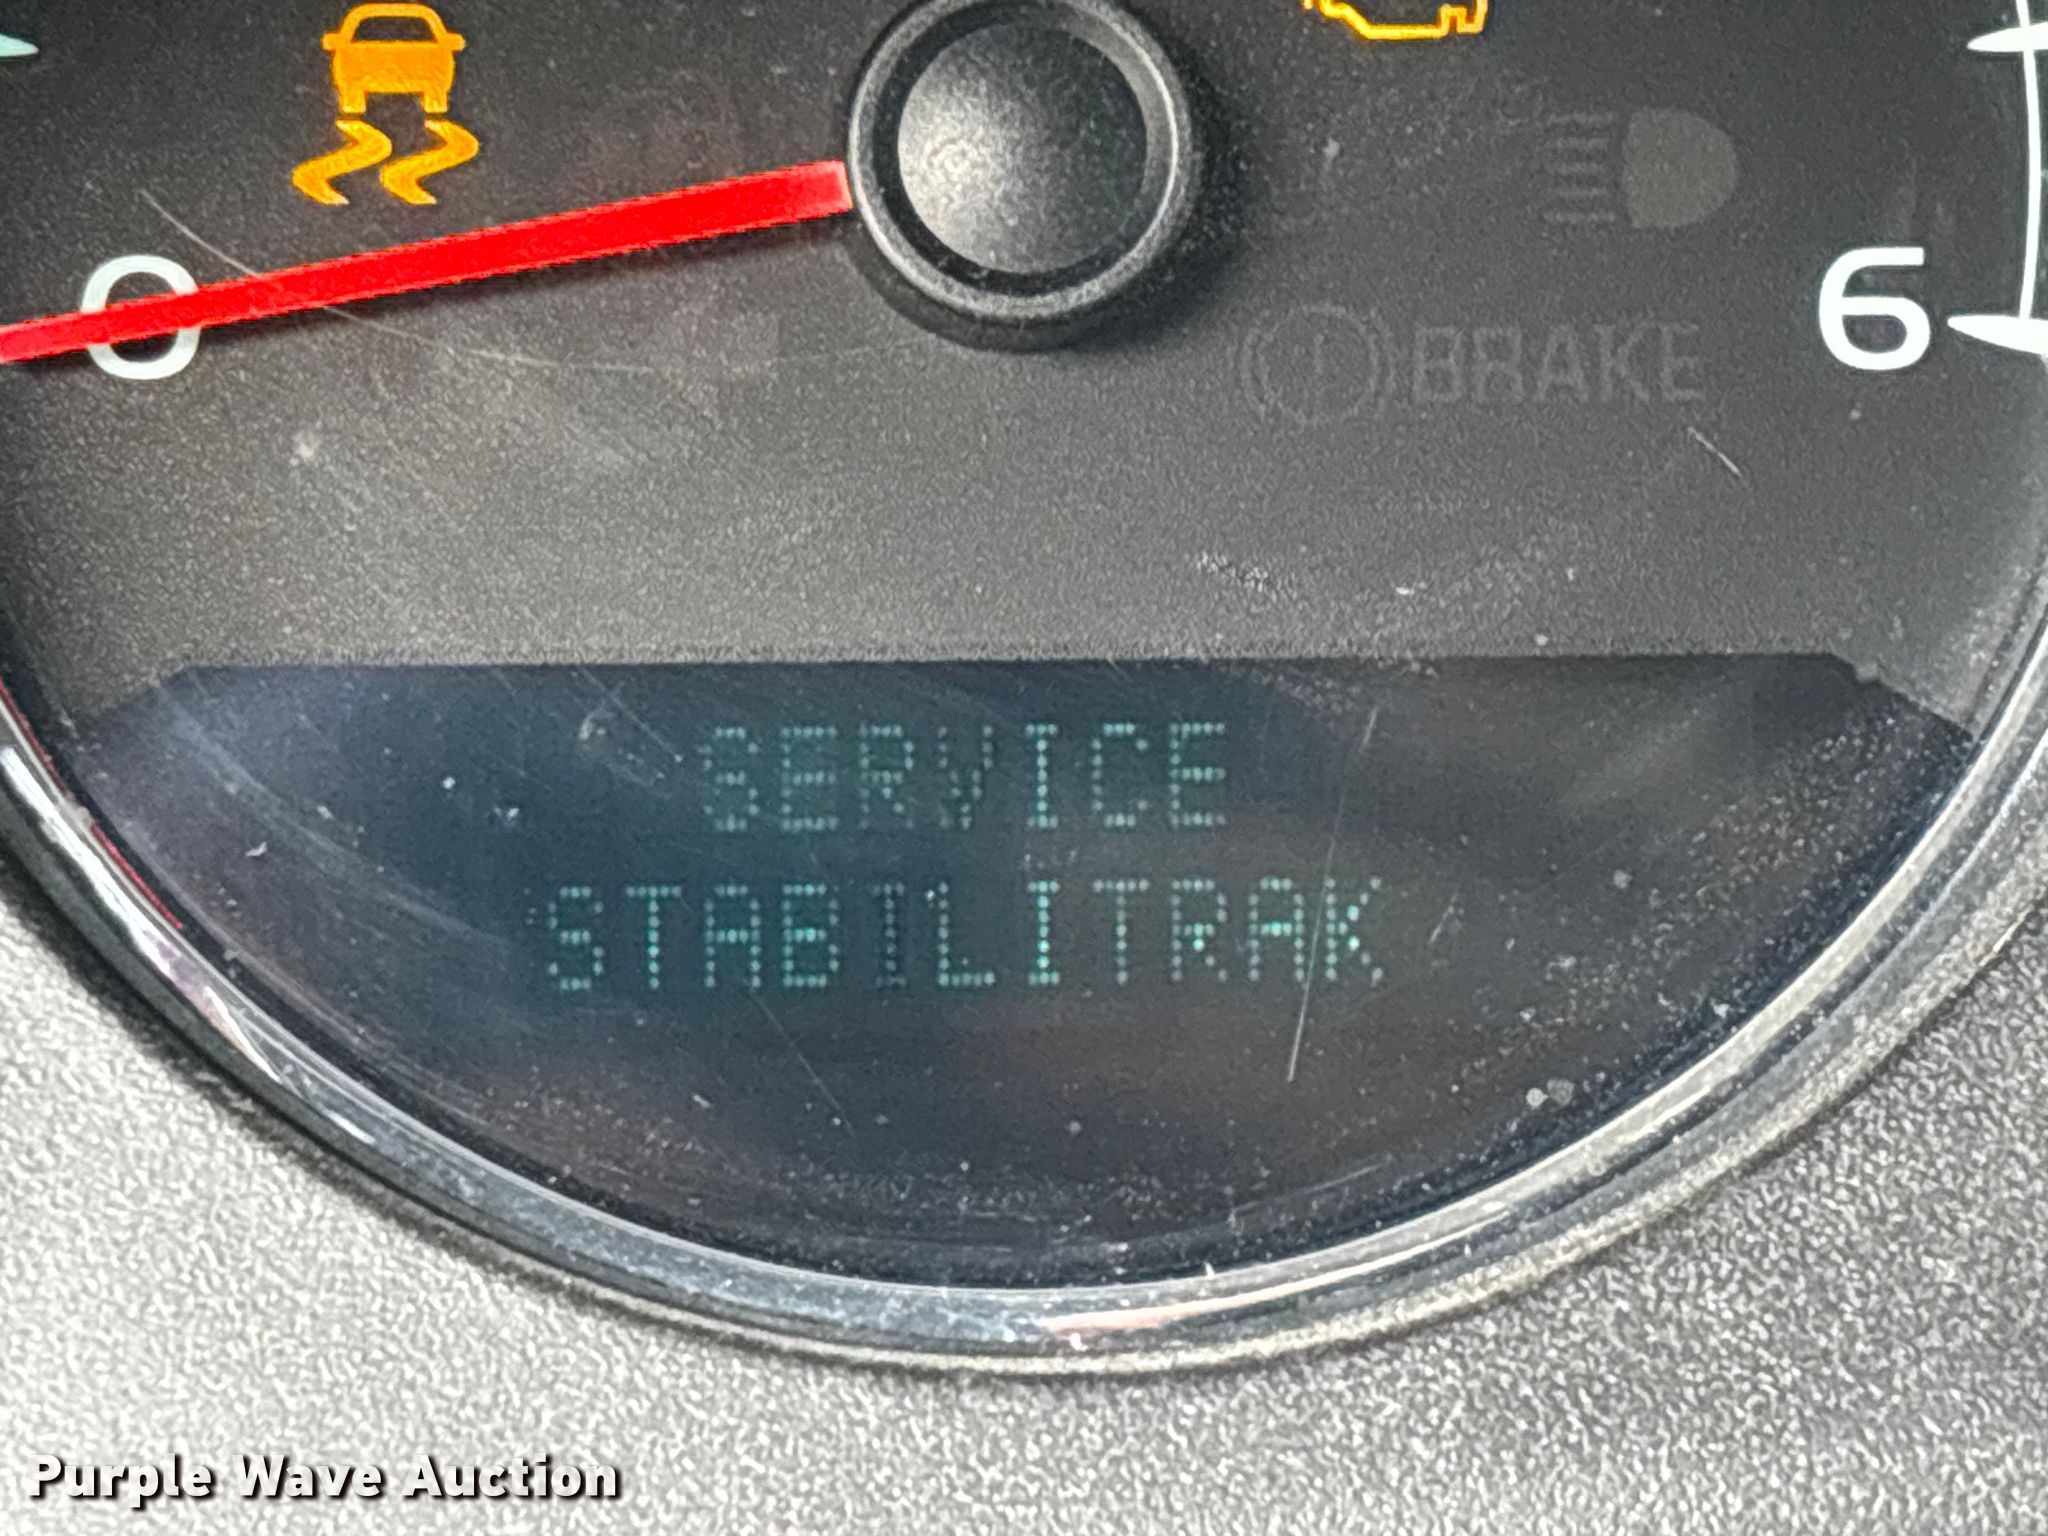 0
6
BRAKE
SERVICE
STABILITRAK
Purple Wave Auction